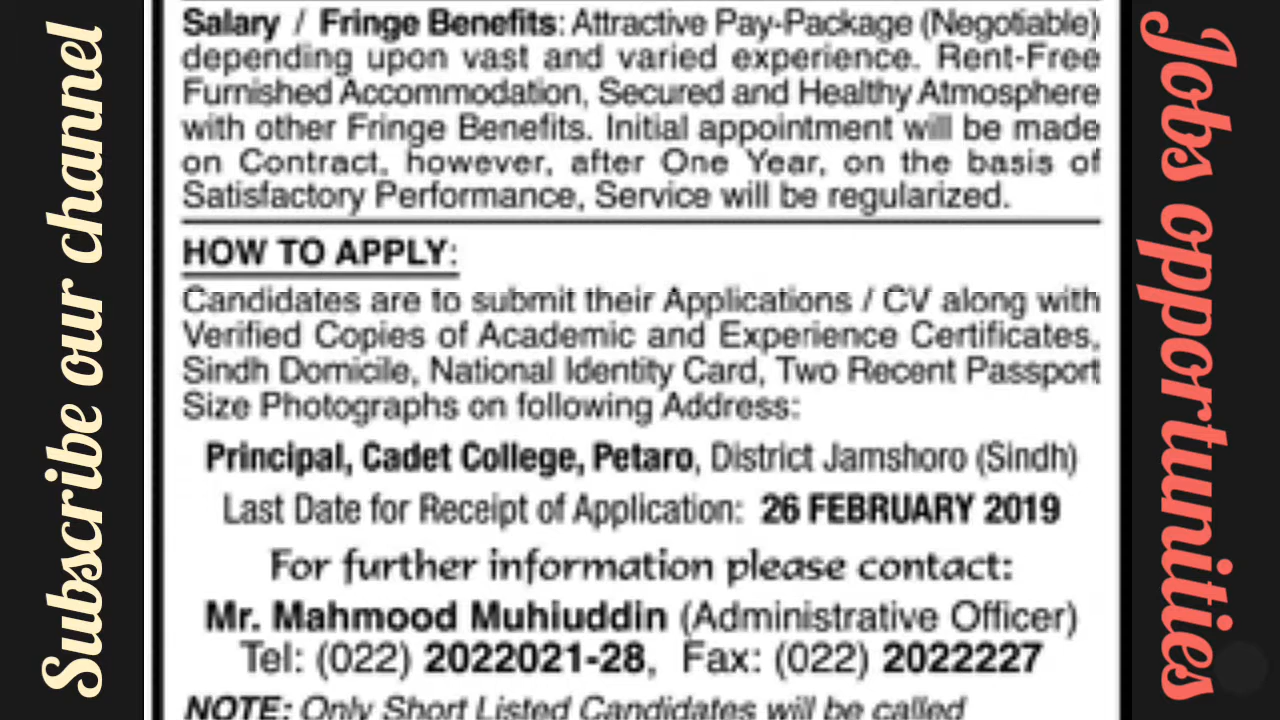 Subscribe our channel
Salary / Fringe Benefits: Attractive Pay-Package (Negotiable)
depending upon vast and varied experience. Rent-Free
Furnished Accommodation, Secured and Healthy Atmosphere
with other Fringe Benefits. Initial appointment will be made
on Contract, however, after One Year, on the basis of
Satisfactory Performance, Service will be regularized.
HOW TO APPLY:
Candidates are to submit their Applications / CV along with
Verified Copies of Academic and Experience Certificates,
Sindh Domicile, National Identity Card, Two Recent Passport
Size Photographs on following Address:
Principal, Cadet College, Petaro, District Jamshoro (Sindh)
Last Date for Receipt of Application: 26 FEBRUARY 2019
For further information please contact:
Mr. Mahmood Muhiuddin (Administrative Officer)
Tel: (022) 2022021-28, Fax: (022) 2022227
NOTE: Only Short Listed Candidates will be called
Jobs opportunities